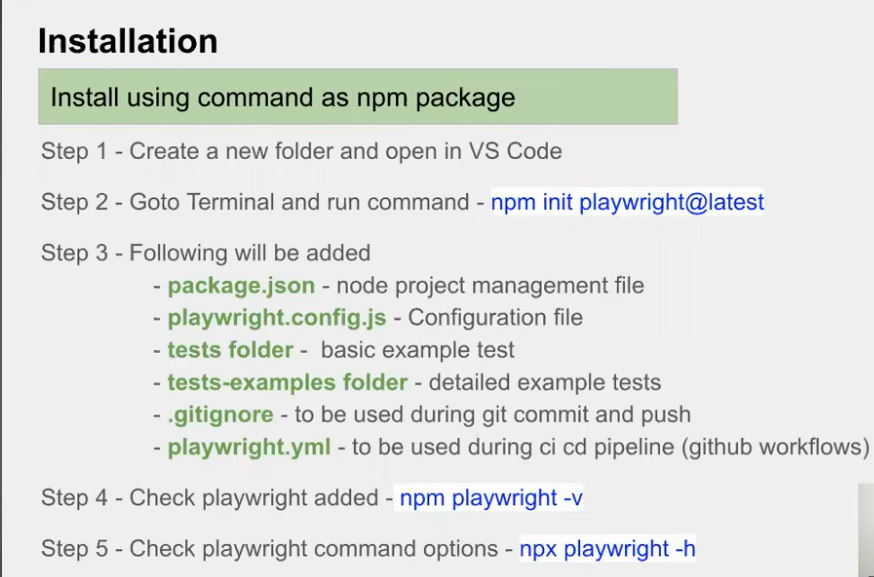 Installation
Install using command as npm package
Step 1 - Create a new folder and open in VS Code
Step 2 - Goto Terminal and run command - npm init playwright@latest
Step 3 - Following will be added
- package.json - node project management file
- playwright.config.js - Configuration file
- tests folder - basic example test
- tests-examples folder - detailed example tests
- .gitignore - to be used during git commit and push
- playwright.yml - to be used during ci cd pipeline (github workflows)
Step 4 - Check playwright added - npm playwright -v
Step 5 - Check playwright command options - npx playwright -h